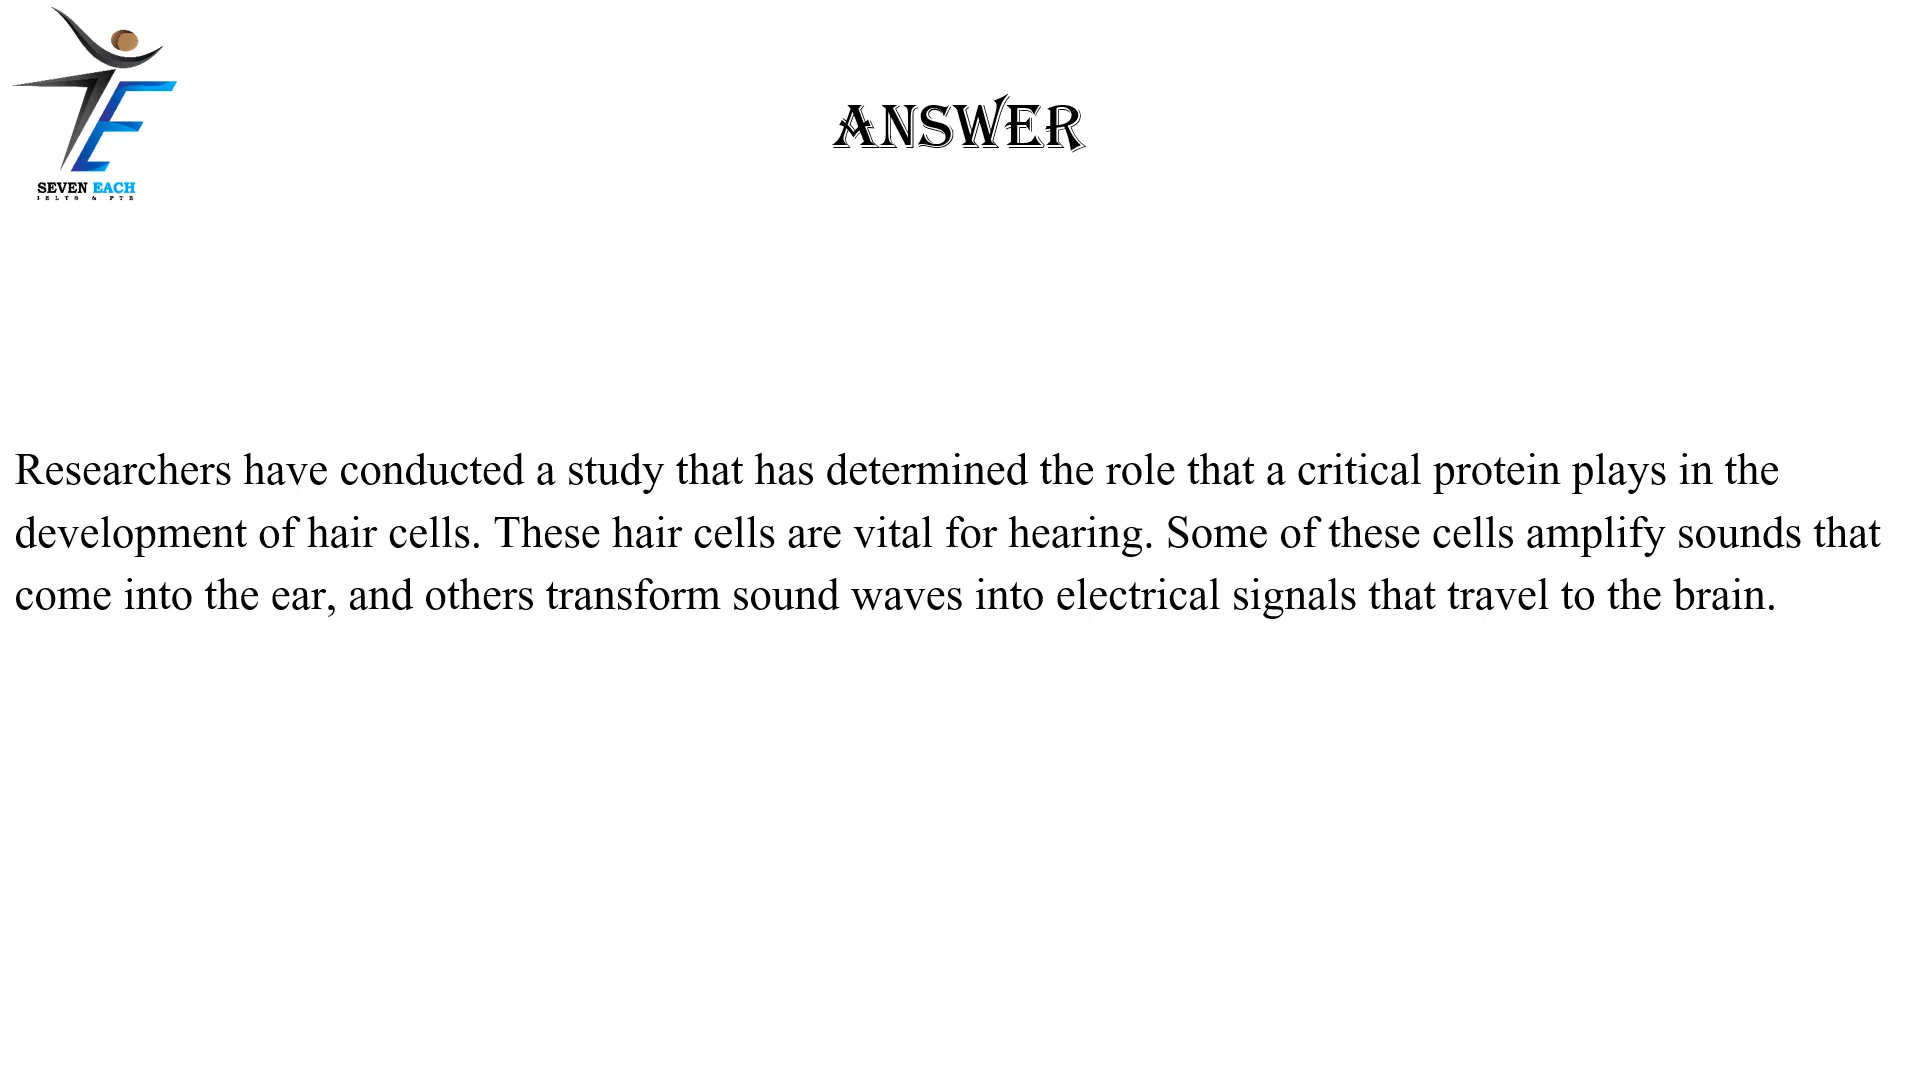 SEVEN EACH
IELTS & PTE
ANSWER
Researchers have conducted a study that has determined the role that a critical protein plays in the
development of hair cells. These hair cells are vital for hearing. Some of these cells amplify sounds that
come into the ear, and others transform sound waves into electrical signals that travel to the brain.